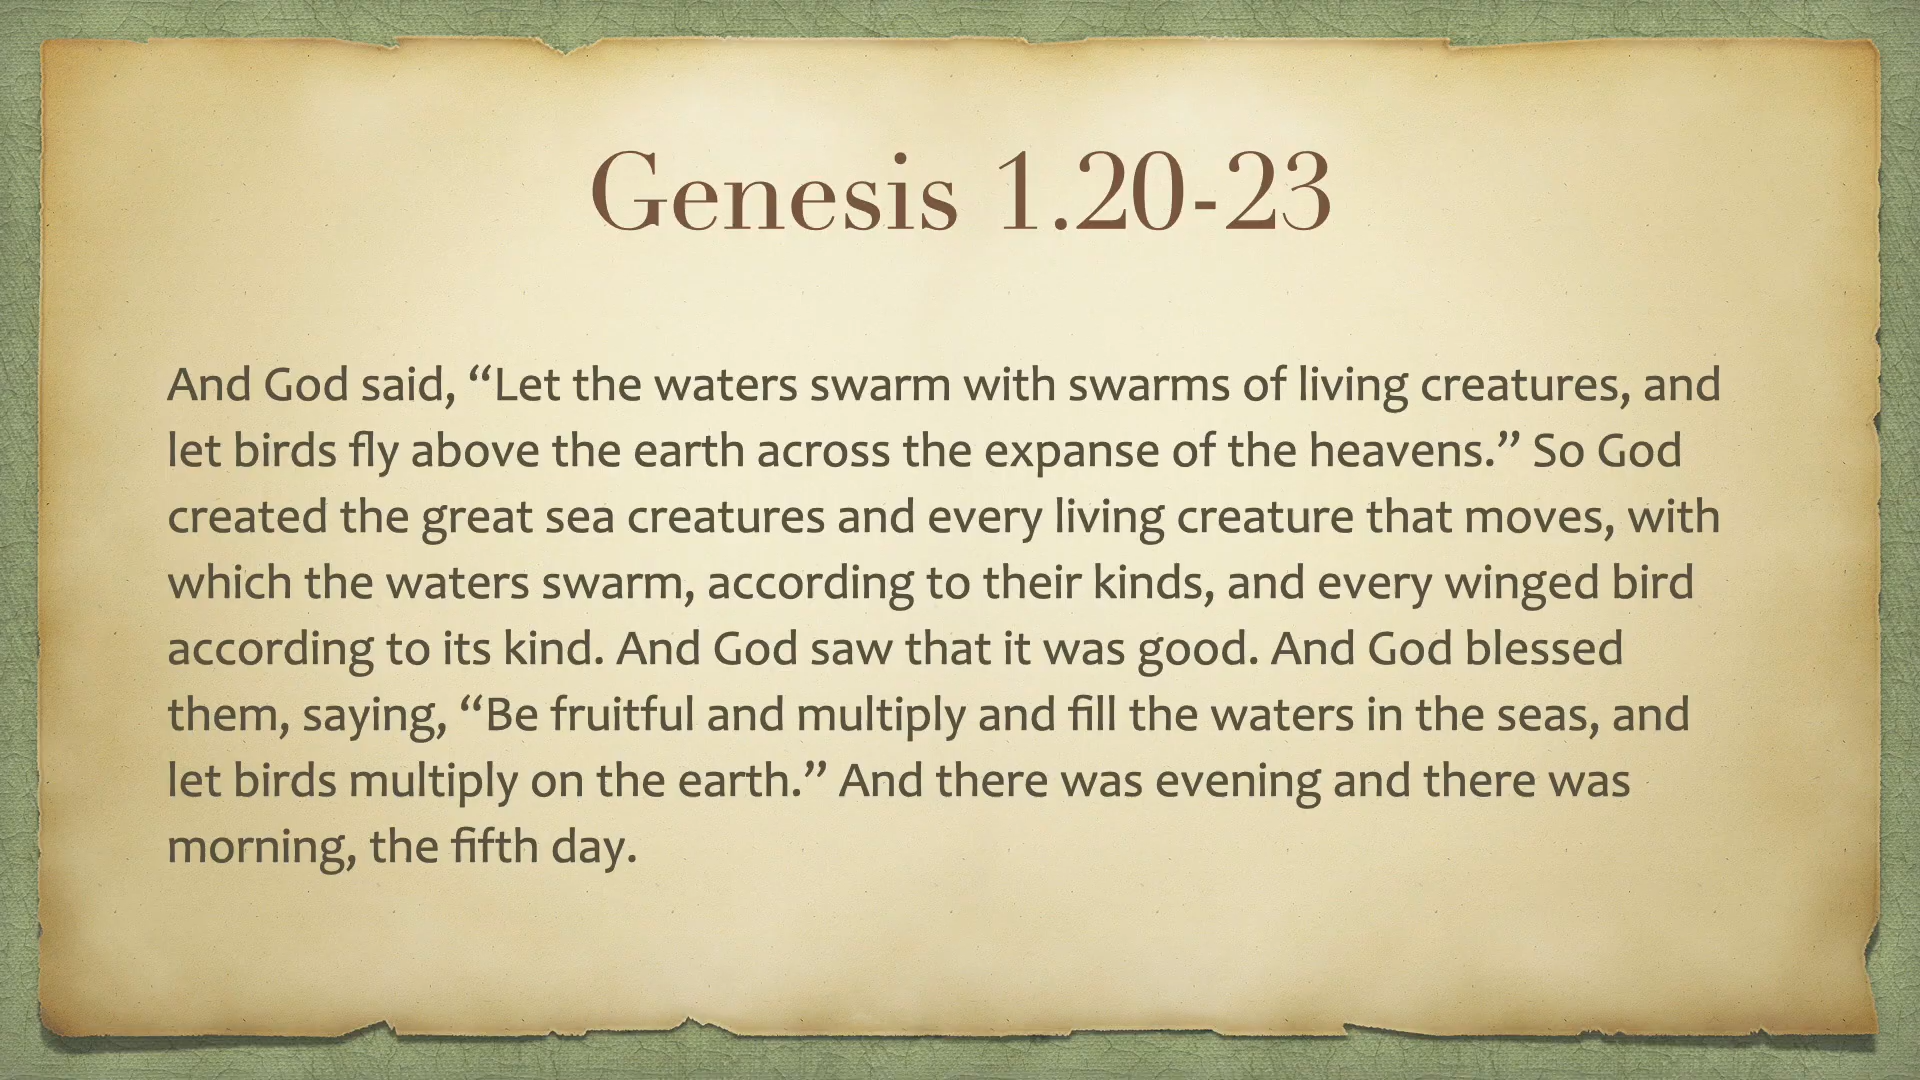 Genesis 1.20-23
And God said, “Let the waters swarm with swarms of living creatures, and
let birds fly above the earth across the expanse of the heavens.” So God
created the great sea creatures and every living creature that moves, with
which the waters swarm, according to their kinds, and every winged bird
according to its kind. And God saw that it was good. And God blessed
them, saying, “Be fruitful and multiply and fill the waters in the seas, and
let birds multiply on the earth.” And there was evening and there was
morning, the fifth day.